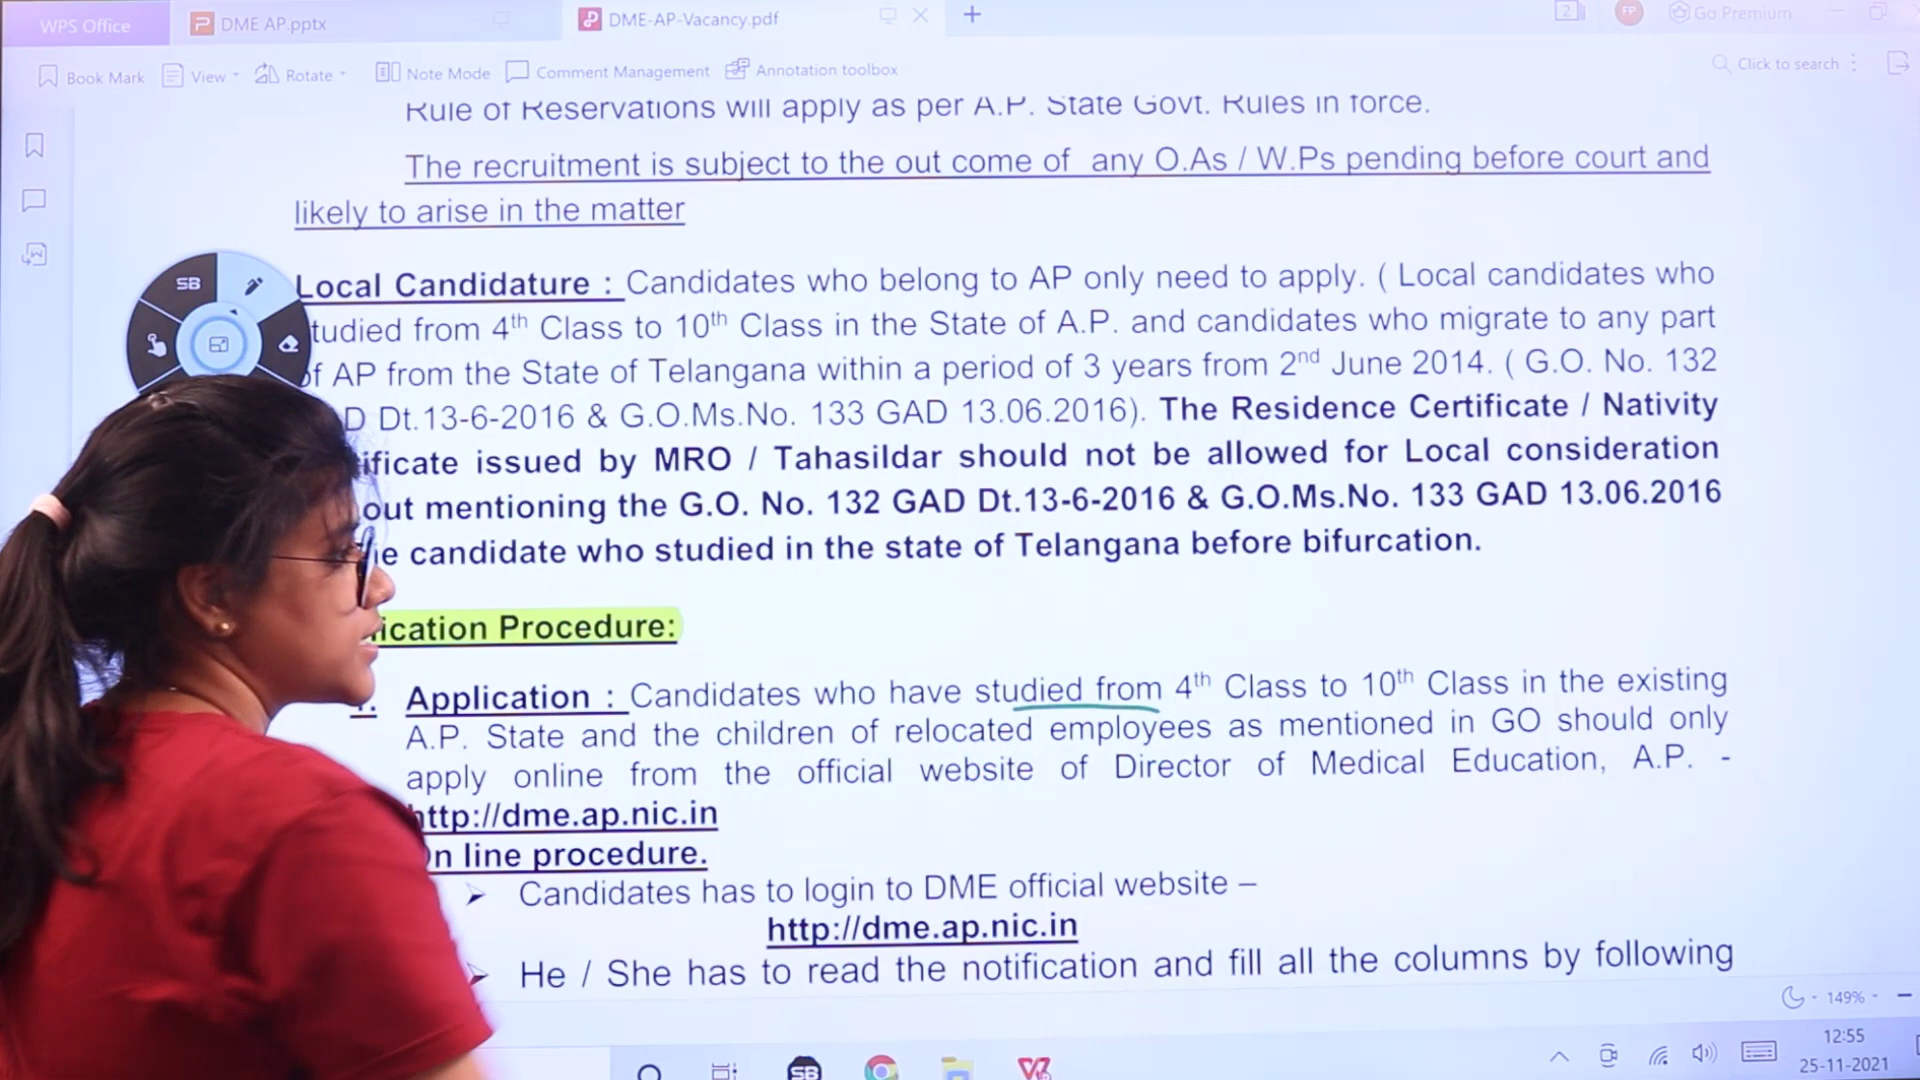 WPS Office
DME AP.pptx
DME-AP-Vacancy.pdf
2
FP
Go Premium
Book Mark
View
Rotate
Note Mode
Comment Management
Annotation toolbox
Click to search
Rule of Reservations will apply as per A.P. State Govt. Rules in force.
The recruitment is subject to the out come of any O.As / W.Ps pending before court and
likely to arise in the matter
SB
Local Candidature : Candidates who belong to AP only need to apply. ( Local candidates who
tudied from 4th Class to 10th Class in the State of A.P. and candidates who migrate to any part
of AP from the State of Telangana within a period of 3 years from 2nd June 2014. ( G.O. No. 132
D Dt.13-6-2016 & G.O.Ms.No. 133 GAD 13.06.2016). The Residence Certificate / Nativity
ificate issued by MRO / Tahasildar should not be allowed for Local consideration
out mentioning the G.O. No. 132 GAD Dt.13-6-2016 & G.O.Ms.No. 133 GAD 13.06.2016
e candidate who studied in the state of Telangana before bifurcation.
ication Procedure:
Application : Candidates who have studied from 4th Class to 10th Class in the existing
A.P. State and the children of relocated employees as mentioned in GO should only
apply online from the official website of Director of Medical Education, A.P. -
http://dme.ap.nic.in
n line procedure.
➢ Candidates has to login to DME official website –
http://dme.ap.nic.in
➢ He / She has to read the notification and fill all the columns by following
149%
12:55
SB
25-11-2021